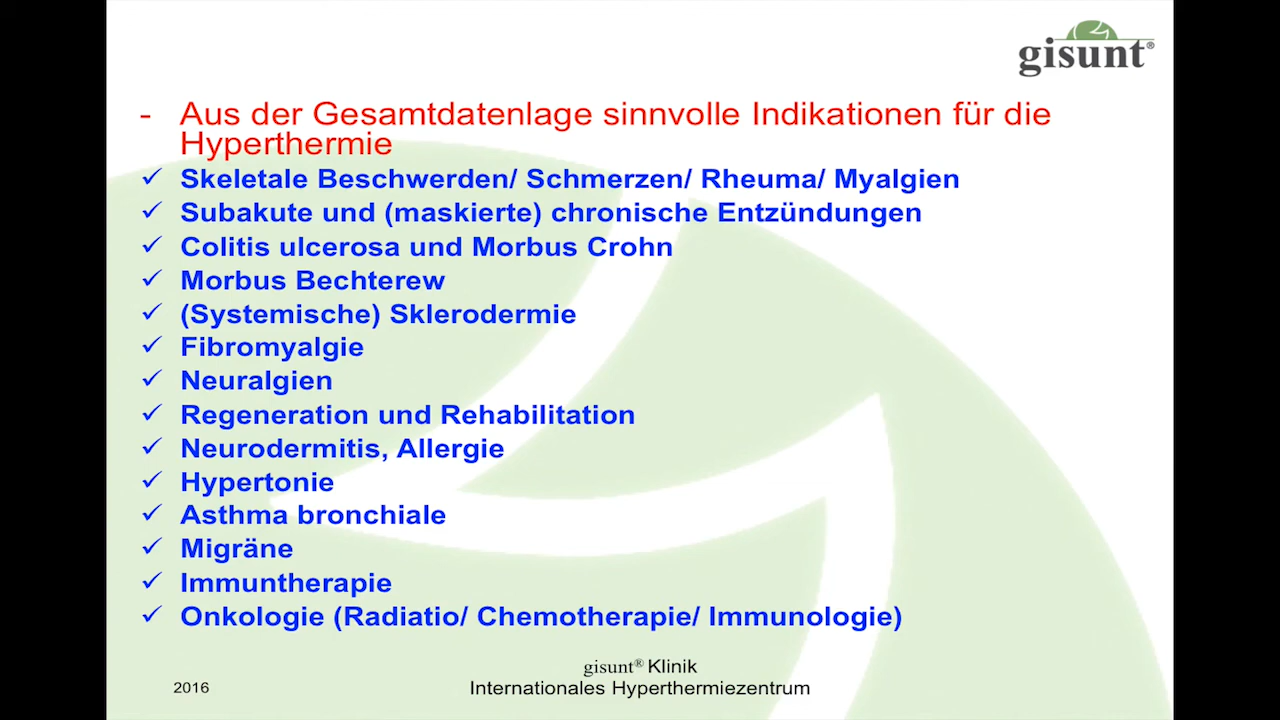 gisunt®
- Aus der Gesamtdatenlage sinnvolle Indikationen für die
Hyperthermie
✓ Skeletale Beschwerden/ Schmerzen/ Rheuma/ Myalgien
✓ Subakute und (maskierte) chronische Entzündungen
✓ Colitis ulcerosa und Morbus Crohn
✓ Morbus Bechterew
✓ (Systemische) Sklerodermie
✓ Fibromyalgie
✓ Neuralgien
✓ Regeneration und Rehabilitation
✓ Neurodermitis, Allergie
✓ Hypertonie
✓ Asthma bronchiale
✓ Migräne
✓ Immuntherapie
✓ Onkologie (Radiatio/ Chemotherapie/ Immunologie)
gisunt® Klinik
2016
Internationales Hyperthermiezentrum